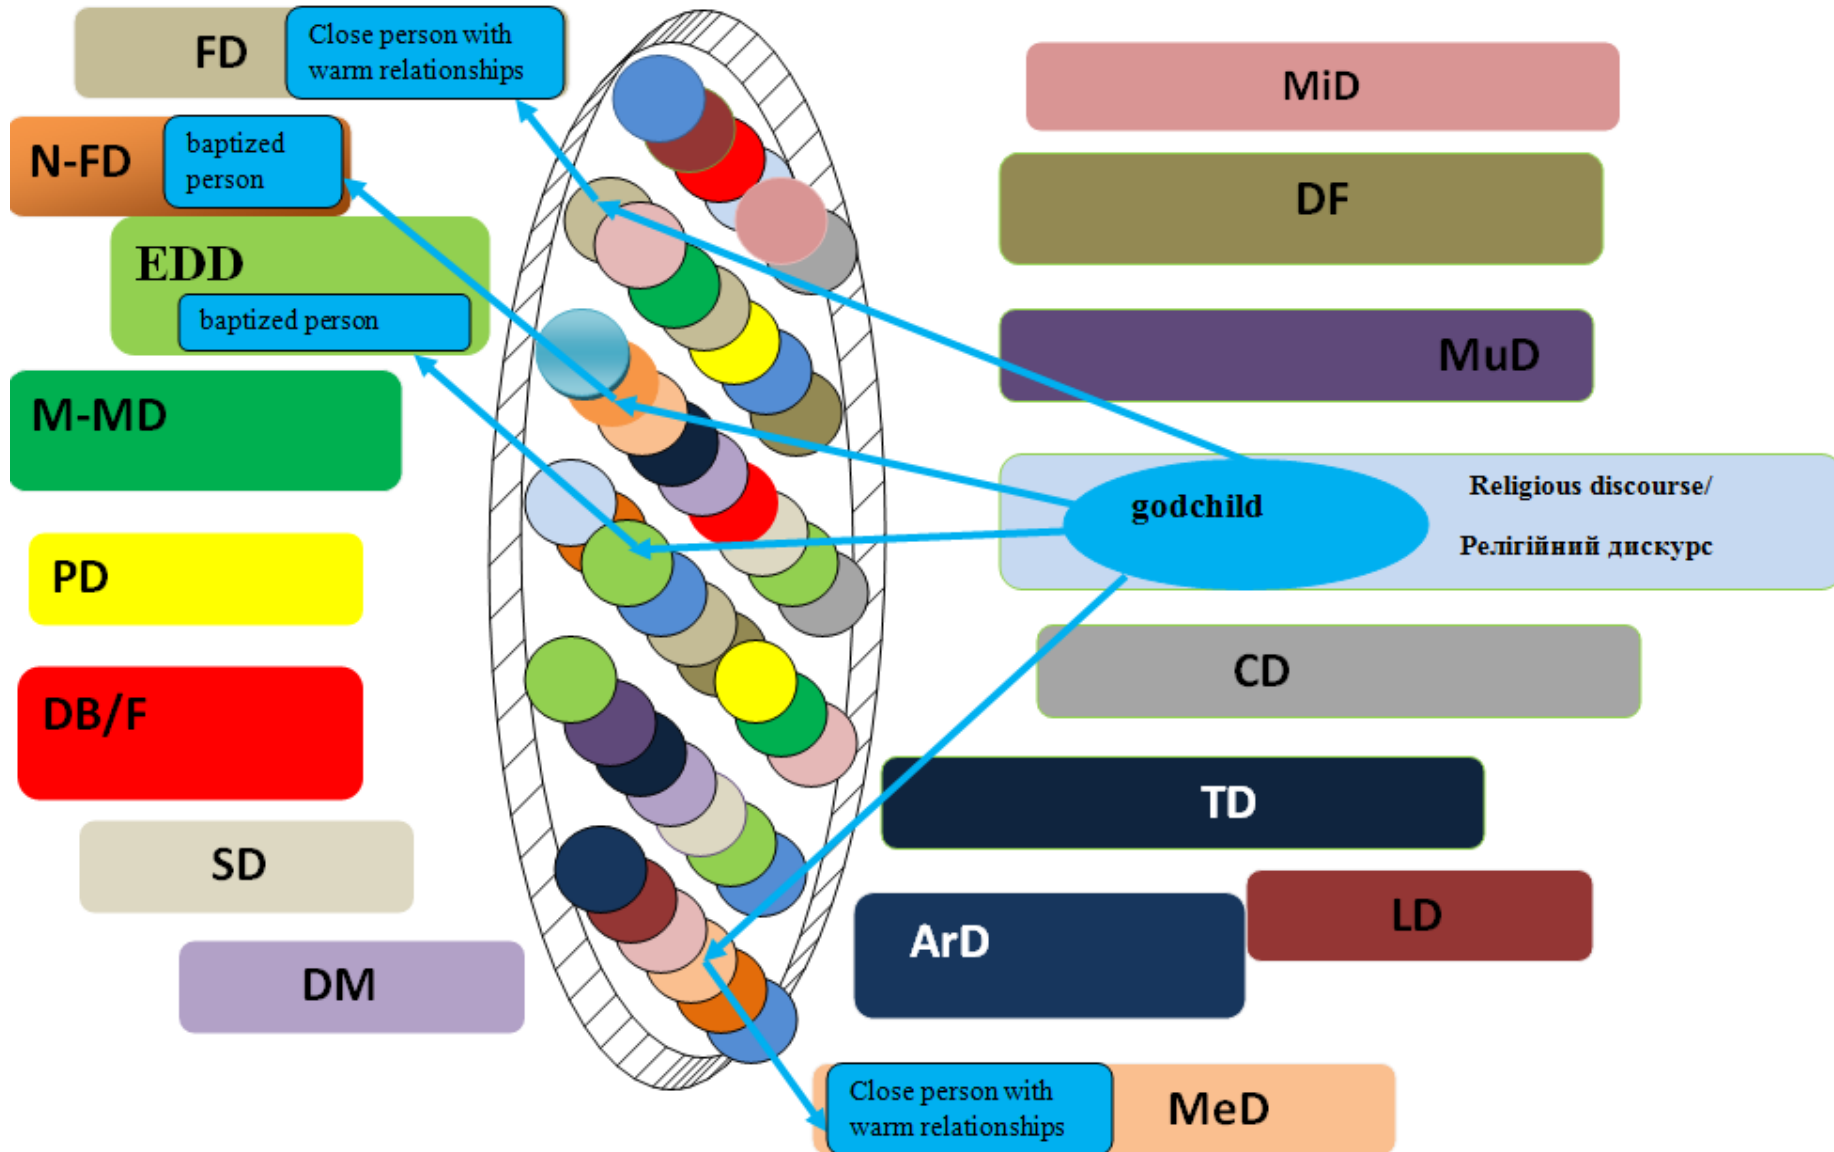 FD
Close person with
warm relationships
MiD
N-FD
baptized
person
DF
EDD
baptized person
MuD
M-MD
godchild
Religious discourse/
Релігійний дискурс
PD
CD
DB/F
TD
SD
ArD
LD
DM
Close person with
warm relationships
MeD